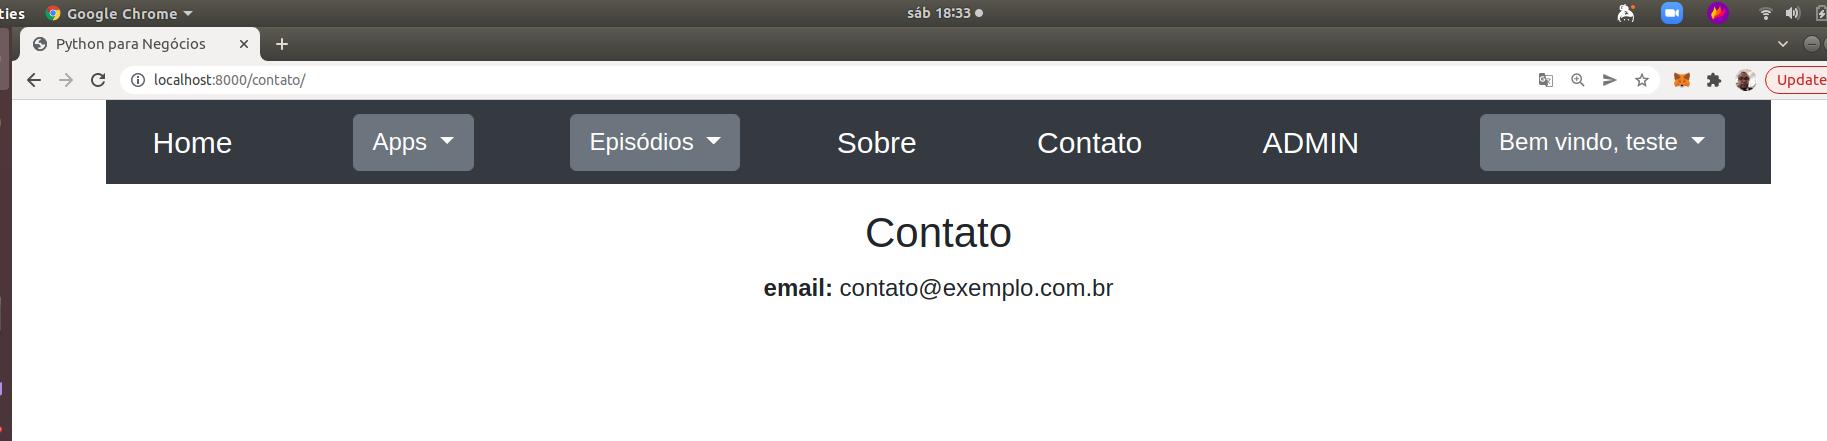 ties Google Chrome sáb 18:33
Python para Negócios
localhost:8000/contato/ Update
Home Apps Episódios Sobre Contato ADMIN Bem vindo, teste
Contato
email: contato@exemplo.com.br